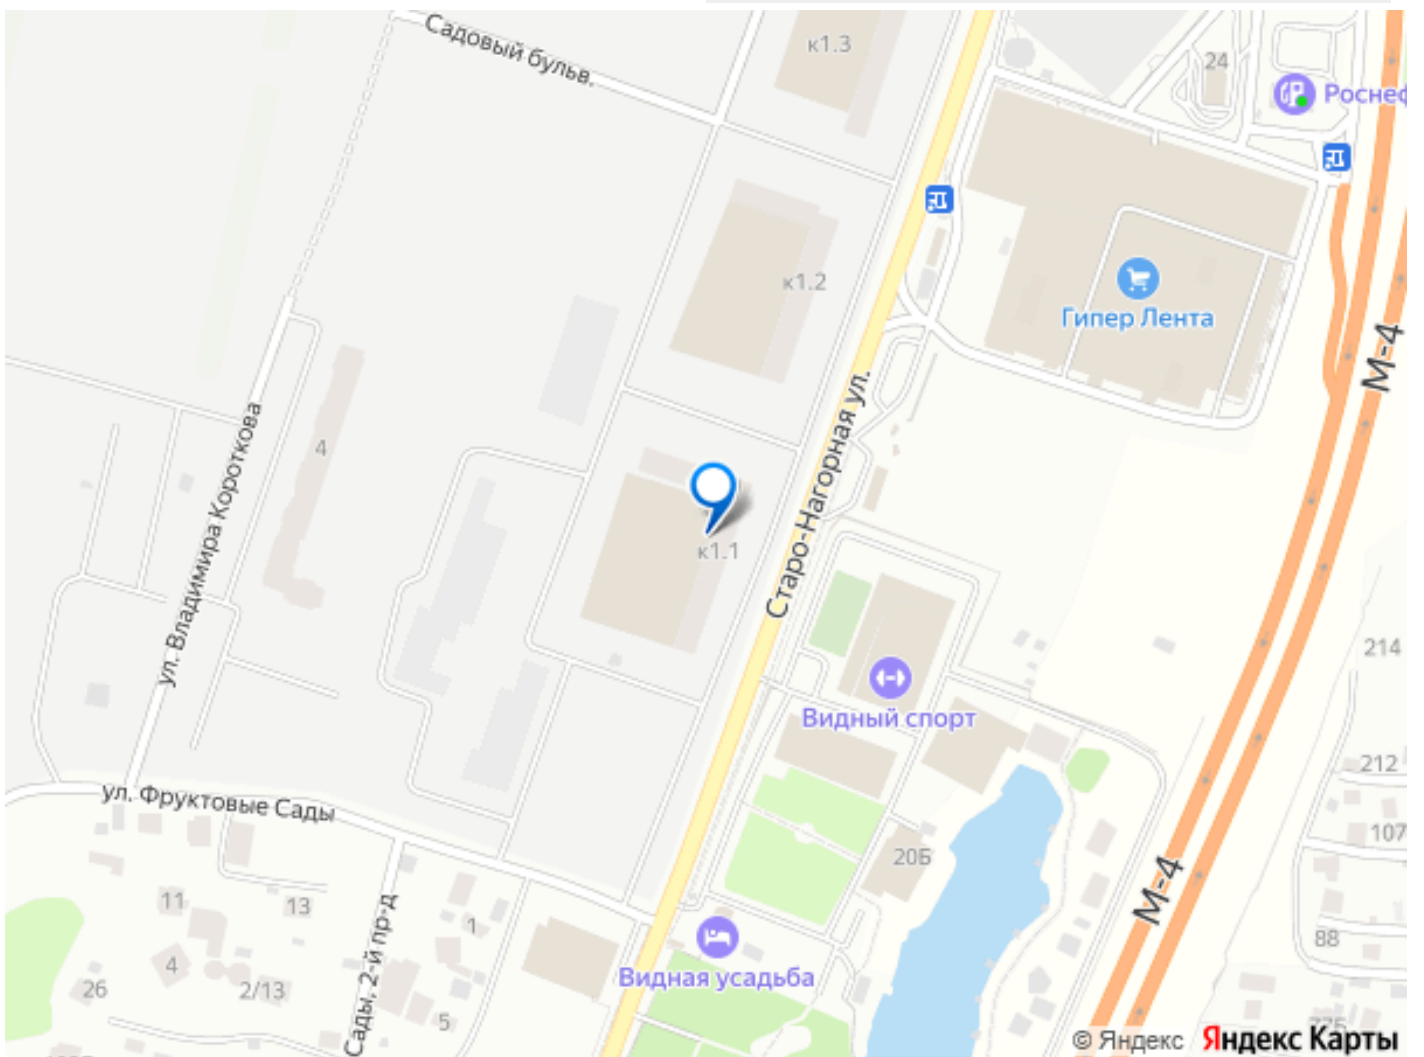 Садовый бульв.
к1.3
24
Роснеф
к1.2
Гипер Лента
М-4
Старо-Нагорная ул.
ул. Владимира Короткова
4
к1.1
214
Видный спорт
212
ул. Фруктовые Сады
107
20Б
М-4
11
13
1
88
4
Видная усадьба
26
2/13
Сады, 2-й пр-д
5
© Яндекс Яндекс Карты